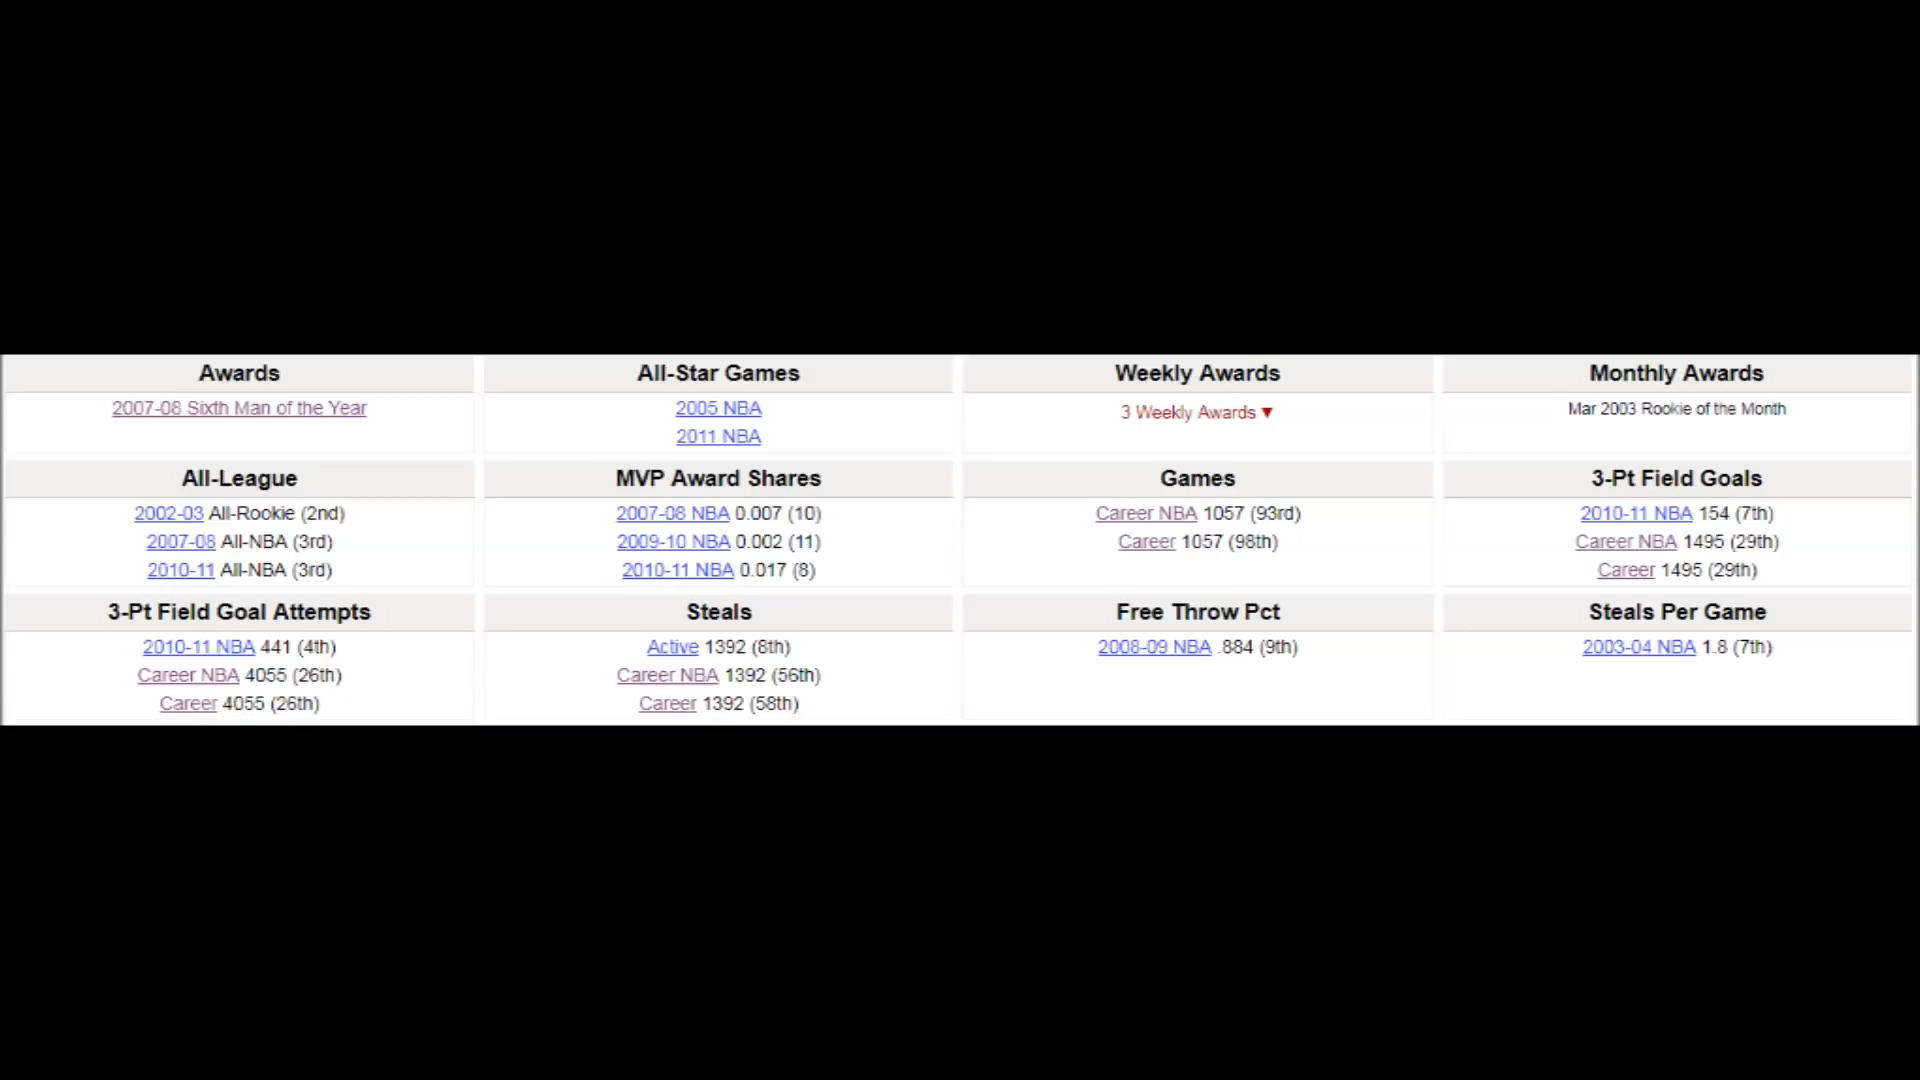 Awards
2007-08 Sixth Man of the Year
All-Star Games
2005 NBA
2011 NBA
Weekly Awards
3 Weekly Awards ▼
Monthly Awards
Mar 2003 Rookie of the Month
All-League
2002-03 All-Rookie (2nd)
2007-08 All-NBA (3rd)
2010-11 All-NBA (3rd)
MVP Award Shares
2007-08 NBA 0.007 (10)
2009-10 NBA 0.002 (11)
2010-11 NBA 0.017 (8)
Games
Career NBA 1057 (93rd)
Career 1057 (98th)
3-Pt Field Goals
2010-11 NBA 154 (7th)
Career NBA 1495 (29th)
Career 1495 (29th)
3-Pt Field Goal Attempts
2010-11 NBA 441 (4th)
Career NBA 4055 (26th)
Career 4055 (26th)
Steals
Active 1392 (8th)
Career NBA 1392 (56th)
Career 1392 (58th)
Free Throw Pct
2008-09 NBA .884 (9th)
Steals Per Game
2003-04 NBA 1.8 (7th)